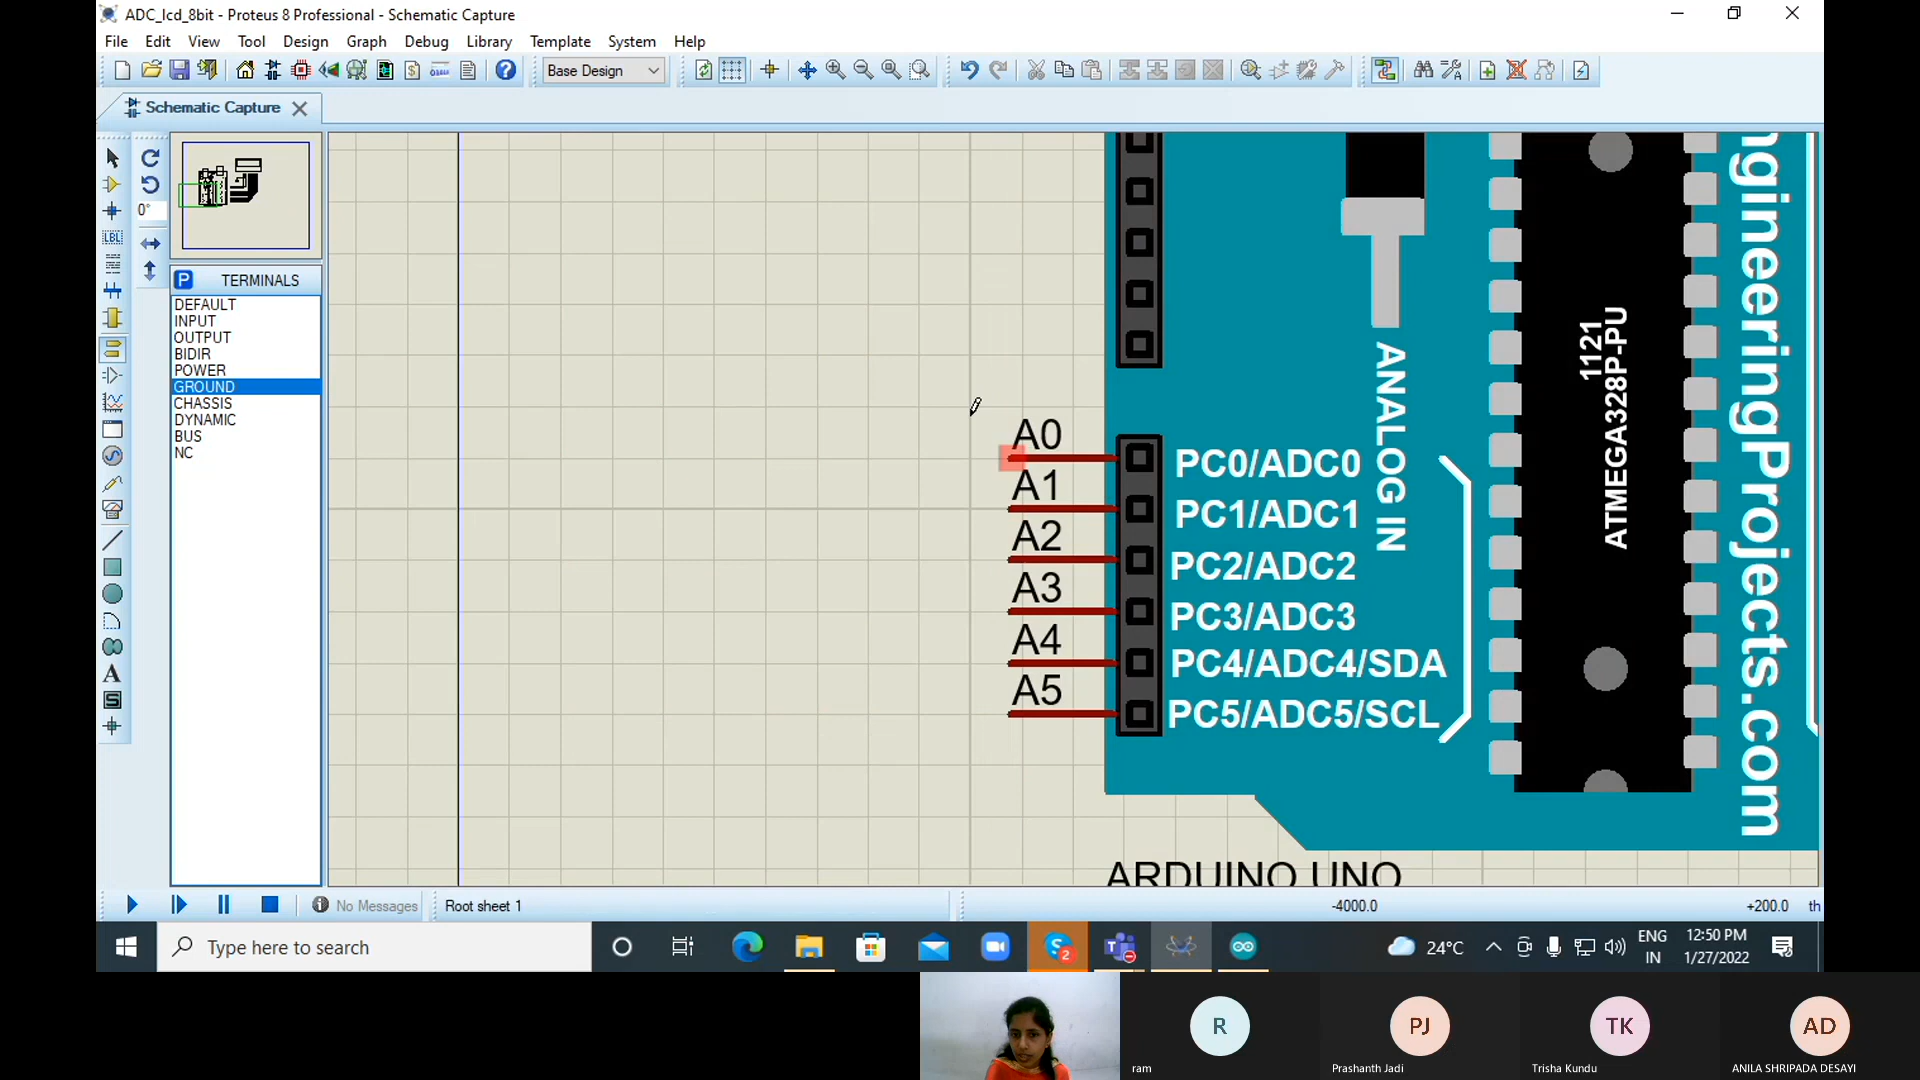 ADC_lcd_8bit - Proteus 8 Professional - Schematic Capture
File Edit View Tool Design Graph Debug Library Template System Help
Base Design
Schematic Capture
0°
LBL
P TERMINALS
DEFAULT
INPUT
OUTPUT
BIDIR
POWER
GROUND
CHASSIS
DYNAMIC
BUS
NC
A
S
A0
A1
A2
A3
A4
A5
PC0/ADC0
PC1/ADC1
PC2/ADC2
PC3/ADC3
PC4/ADC4/SDA
PC5/ADC5/SCL
ANALOG IN
1121
ATMEGA328P-PU
ngineeringProjects.com
ARDUINO UNO
No Messages
Root sheet 1
-4000.0
+200.0
th
Type here to search
2
24°C
ENG
IN
12:50 PM
1/27/2022
R
PJ
TK
AD
ram
Prashanth Jadi
Trisha Kundu
ANILA SHRIPADA DESAYI